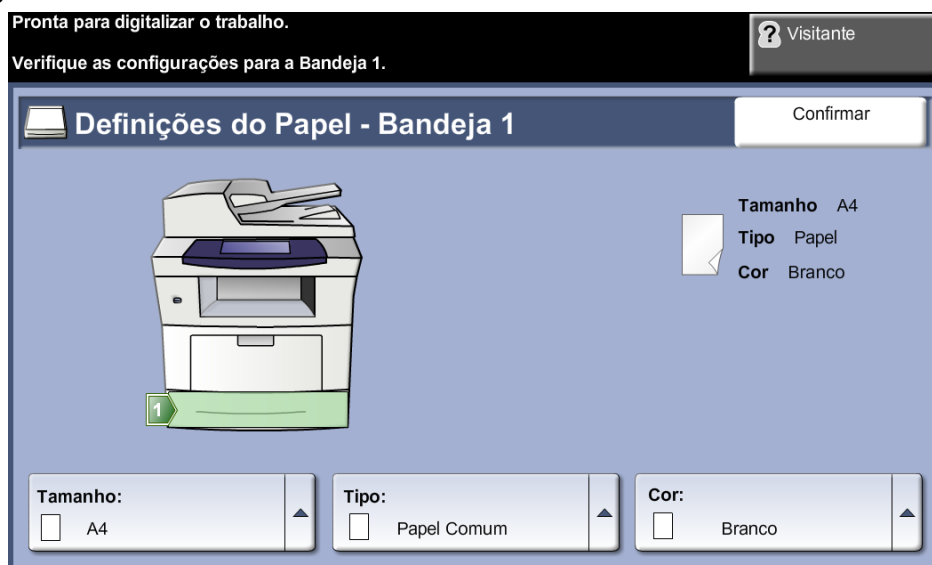 Pronta para digitalizar o trabalho.
Verifique as configurações para a Bandeja 1.
? Visitante
Definições do Papel - Bandeja 1
Confirmar
Tamanho A4
Tipo Papel
Cor Branco
1
Tamanho:
A4
Tipo:
Papel Comum
Cor:
Branco